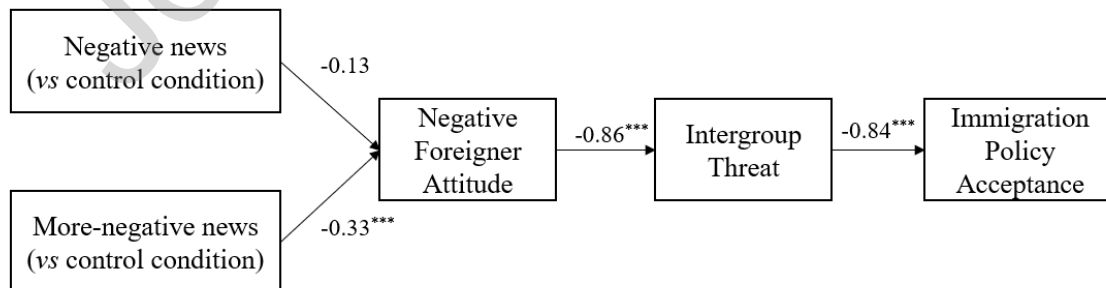 Negative news
(vs control condition)
-0.13
Negative
Foreigner
Attitude
-0.86***
Intergroup
Threat
-0.84***
Immigration
Policy
Acceptance
More-negative news
(vs control condition)
-0.33***